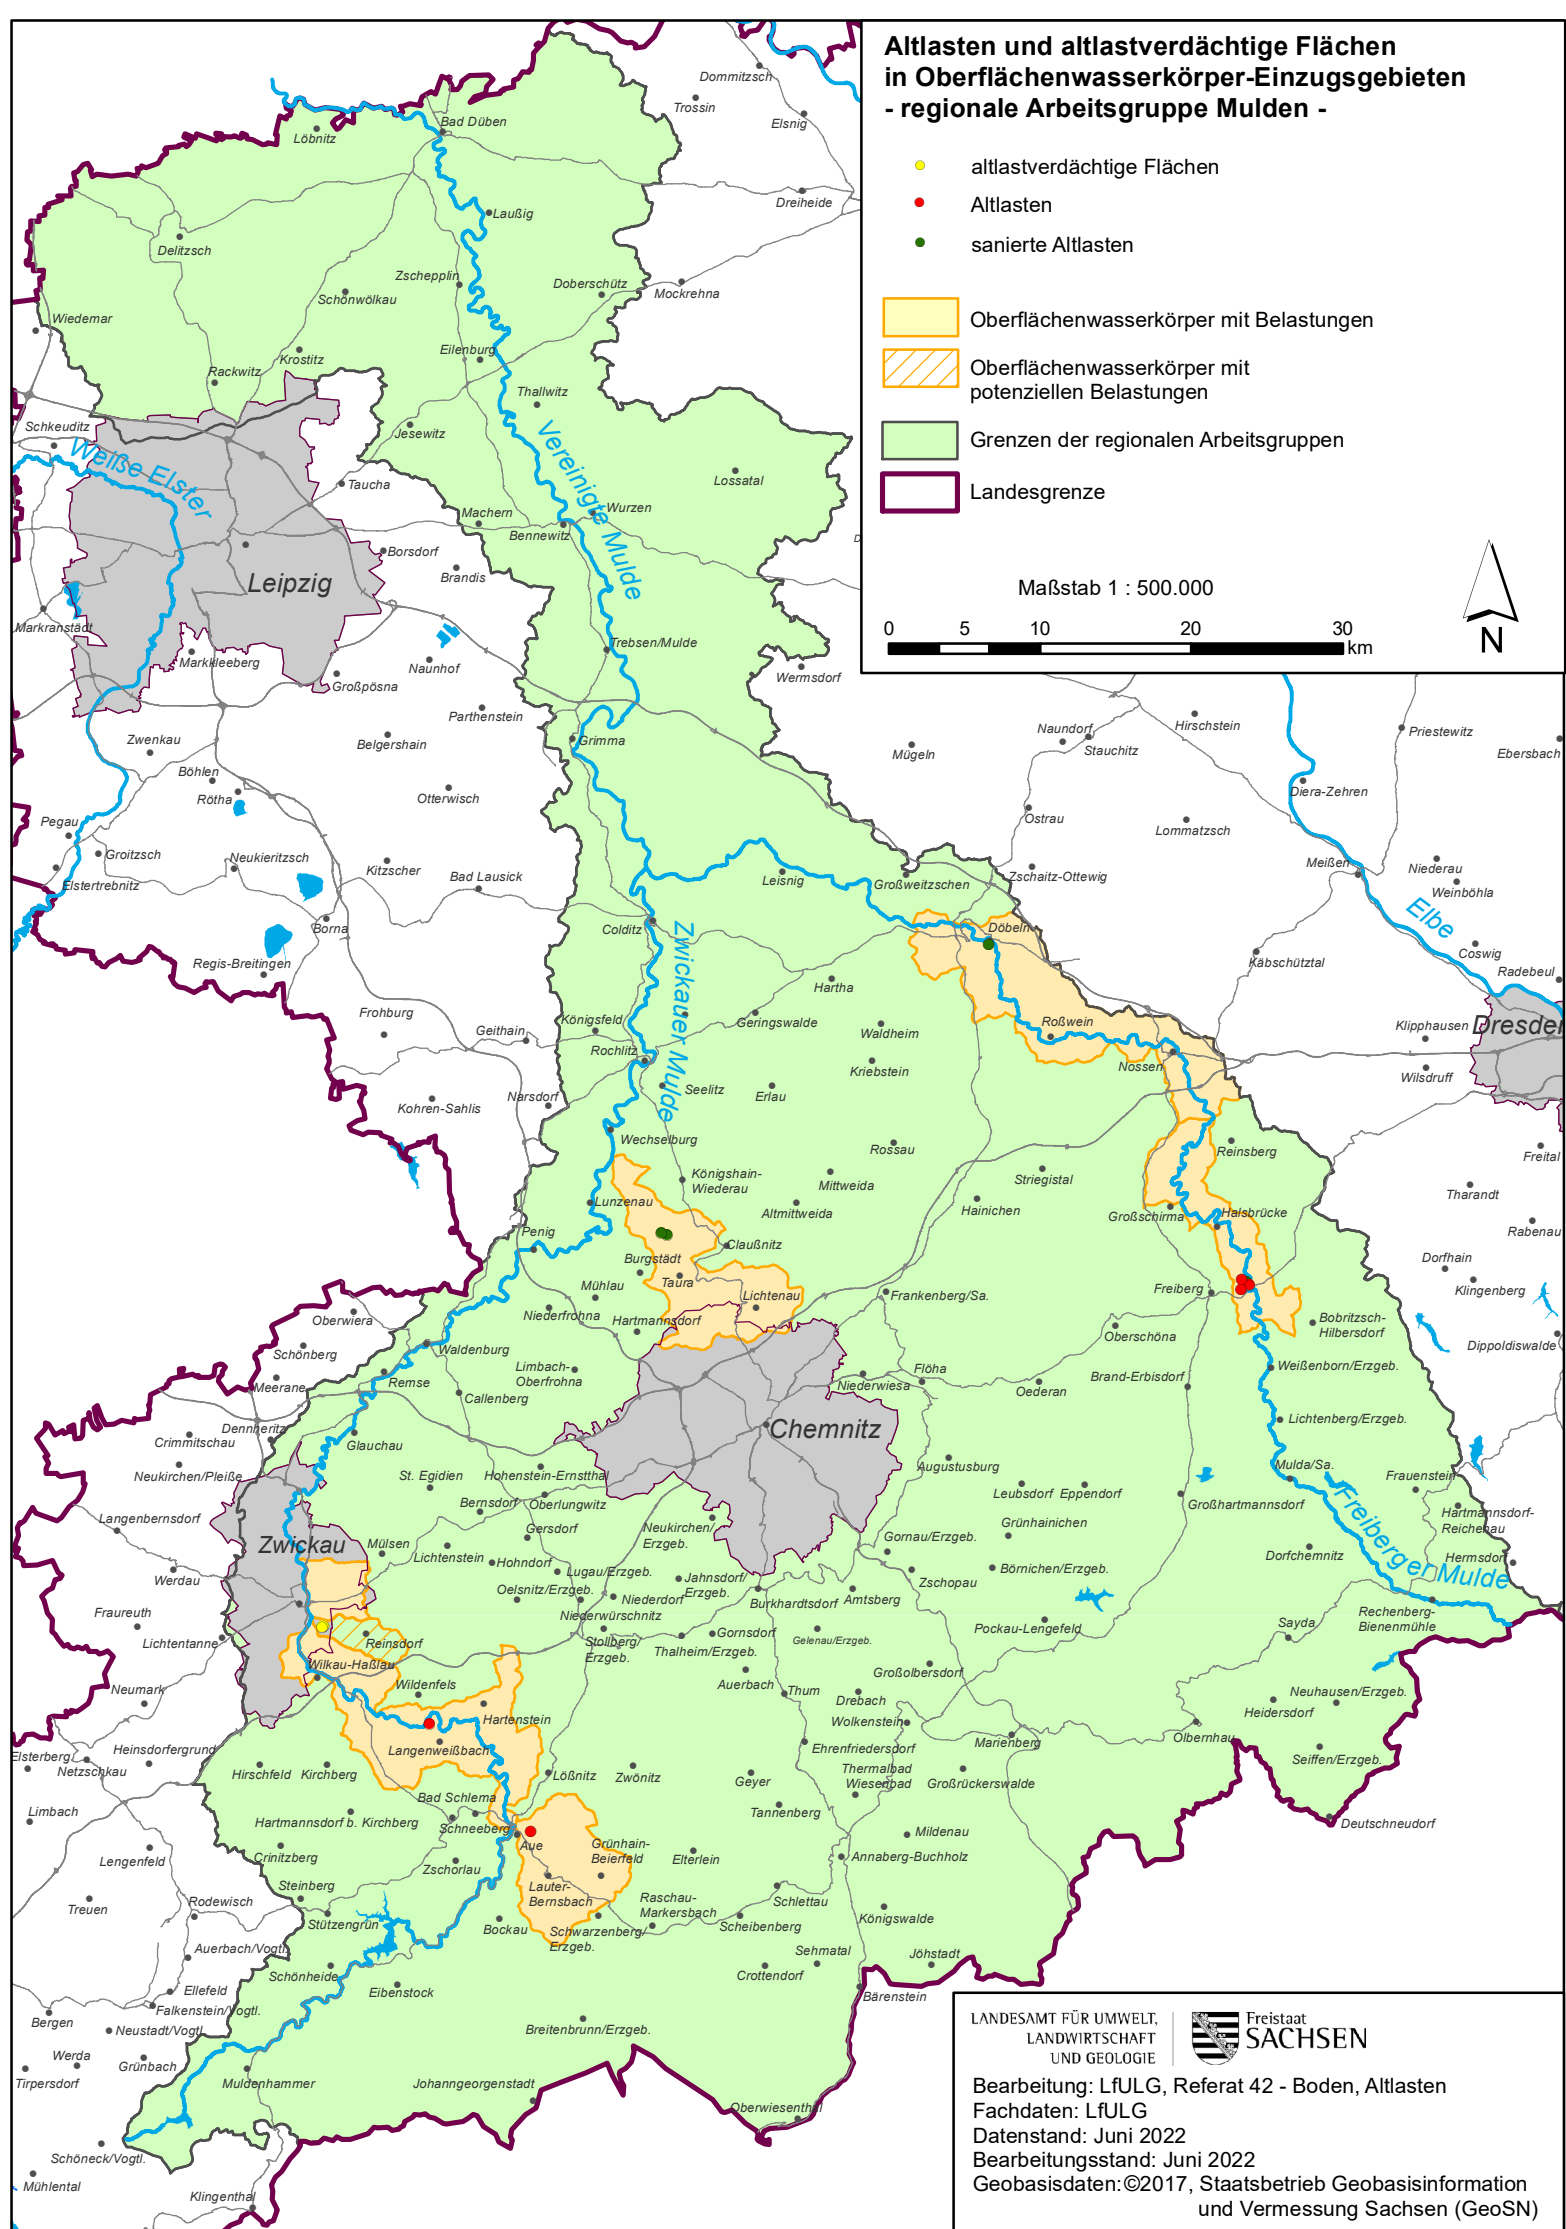 Altlasten und altlastverdächtige Flächen
in Oberflächenwasserkörper-Einzugsgebieten
- regionale Arbeitsgruppe Mulden -
altlastverdächtige Flächen
Altlasten
sanierte Altlasten
Oberflächenwasserkörper mit Belastungen
Oberflächenwasserkörper mit
potenziellen Belastungen
Grenzen der regionalen Arbeitsgruppen
Landesgrenze
Maßstab 1 : 500.000
0 5 10 20 30
km
N
Dommitzsch
Trossin
Elsnig
Bad Düben
Löbnitz
Dreiheide
Laußig
Delitzsch
Zschepplin
Doberschütz
Mockrehna
Schönwölkau
Wiedemar
Krostitz
Eilenburg
Rackwitz
Thallwitz
Schkeuditz
Jesewitz
Weiße Elster
Vereinigte Mulde
Lossatal
Taucha
Machern
Wurzen
Bennewitz
Borsdorf
Brandis
Leipzig
Markranstädt
Markkleeberg
Naunhof
Trebsen/Mulde
Großpösna
Wermsdorf
Parthenstein
Zwenkau
Belgershain
Grimma
Mügeln
Naundorf
Stauchitz
Hirschstein
Priestewitz
Ebersbach
Böhlen
Rötha
Otterwisch
Diera-Zehren
Pegau
Ostrau
Lommatzsch
Groitzsch
Neukieritzsch
Kitzscher
Bad Lausick
Elstertrebnitz
Leisnig
Großweitzschen
Zschaitz-Ottewig
Meißen
Niederau
Weinböhla
Elbe
Borna
Colditz
Zwickauer Mulde
Döbeln
Coswig
Radebeul
Regis-Breitingen
Hartha
Käbschütztal
Frohburg
Geithain
Königsfeld
Geringswalde
Waldheim
Roßwein
Klipphausen
Dresden
Rochlitz
Kriebstein
Nossen
Wilsdruff
Kohren-Sahlis
Narsdorf
Seelitz
Erlau
Wechselburg
Rossau
Reinsberg
Freital
Königshain-
Wiederau
Mittweida
Striegistal
Tharandt
Lunzenau
Altmittweida
Hainichen
Großschirma
Halsbrücke
Rabenau
Penig
Claußnitz
Burgstädt
Dorfhain
Mühlau
Taura
Lichtenau
Frankenberg/Sa.
Freiberg
Klingenberg
Oberwiera
Niederfrohna
Hartmannsdorf
Oberschöna
Bobritzsch-
Hilbersdorf
Dippoldiswalde
Schönberg
Waldenburg
Limbach-
Oberfrohna
Flöha
Niederwiesa
Weißenborn/Erzgeb.
Meerane
Remse
Callenberg
Oederan
Brand-Erbisdorf
Dennheritz
Crimmitschau
Glauchau
Chemnitz
Lichtenberg/Erzgeb.
Neukirchen/Pleiße
St. Egidien
Hohenstein-Ernstthal
Augustusburg
Mulda/Sa.
Frauenstein
Bernsdorf
Oberlungwitz
Leubsdorf
Eppendorf
Großhartmannsdorf
Langenbernsdorf
Gersdorf
Neukirchen/
Erzgeb.
Grünhainichen
Freiberger Mulde
Hartmannsdorf-
Reichenau
Zwickau
Mülsen
Lichtenstein
Hohndorf
Gornau/Erzgeb.
Dorfchemnitz
Hermsdorf
Werdau
Lugau/Erzgeb.
Jahnsdorf/
Erzgeb.
Zschopau
Börnichen/Erzgeb.
Oelsnitz/Erzgeb.
Niederdorf
Burkhardtsdorf
Amtsberg
Fraureuth
Niederwürschnitz
Rechenberg-
Bienenmühle
Lichtentanne
Reinsdorf
Stollberg/
Erzgeb.
Gornsdorf
Gelenau/Erzgeb.
Pockau-Lengefeld
Sayda
Thalheim/Erzgeb.
Wilkau-Haßlau
Wildenfels
Auerbach
Großolbersdorf
Neumark
Thum
Drebach
Neuhausen/Erzgeb.
Hartenstein
Wolkenstein
Heidersdorf
Elsterberg
Heinsdorfergrund
Langenweißbach
Ehrenfriedersdorf
Marienberg
Olbernhau
Netzschkau
Hirschfeld
Kirchberg
Lößnitz
Zwönitz
Geyer
Thermalbad
Wiesenbad
Großrückerswalde
Seiffen/Erzgeb.
Limbach
Bad Schlema
Hartmannsdorf b. Kirchberg
Schneeberg
Tannenberg
Deutschneudorf
Aue
Grünhain-
Beierfeld
Mildenau
Lengenfeld
Crinitzberg
Zschorlau
Elterlein
Annaberg-Buchholz
Steinberg
Lauter-
Bernsbach
Raschau-
Markersbach
Schlettau
Treuen
Rodewisch
Stützengrün
Bockau
Schwarzenberg/
Erzgeb.
Scheibenberg
Königswalde
Auerbach/Vogtl.
Sehmatal
Jöhstadt
Schönheide
Crottendorf
Ellefeld
Eibenstock
Bärenstein
Falkenstein/Vogtl.
Bergen
Neustadt/Vogtl.
Breitenbrunn/Erzgeb.
Werda
Grünbach
Tirpersdorf
Muldenhammer
Johanngeorgenstadt
Oberwiesenthal
Schöneck/Vogtl.
Mühlental
Klingenthal
LANDESAMT FÜR UMWELT,
LANDWIRTSCHAFT
UND GEOLOGIE
Freistaat
SACHSEN
Bearbeitung: LfULG, Referat 42 - Boden, Altlasten
Fachdaten: LfULG
Datenstand: Juni 2022
Bearbeitungsstand: Juni 2022
Geobasisdaten:©2017, Staatsbetrieb Geobasisinformation
und Vermessung Sachsen (GeoSN)